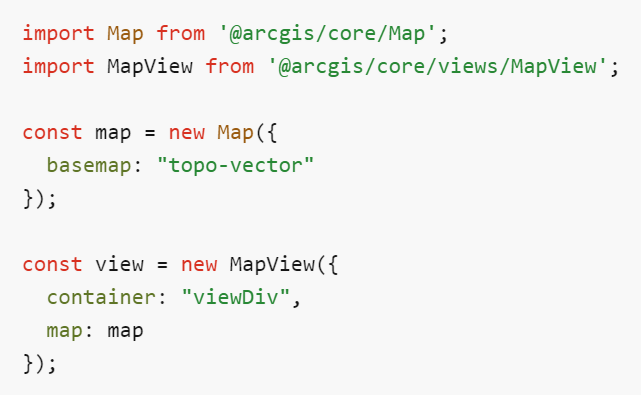 import Map from '@arcgis/core/Map';
import MapView from '@arcgis/core/views/MapView';

const map = new Map({
  basemap: "topo-vector"
});

const view = new MapView({
  container: "viewDiv",
  map: map
});